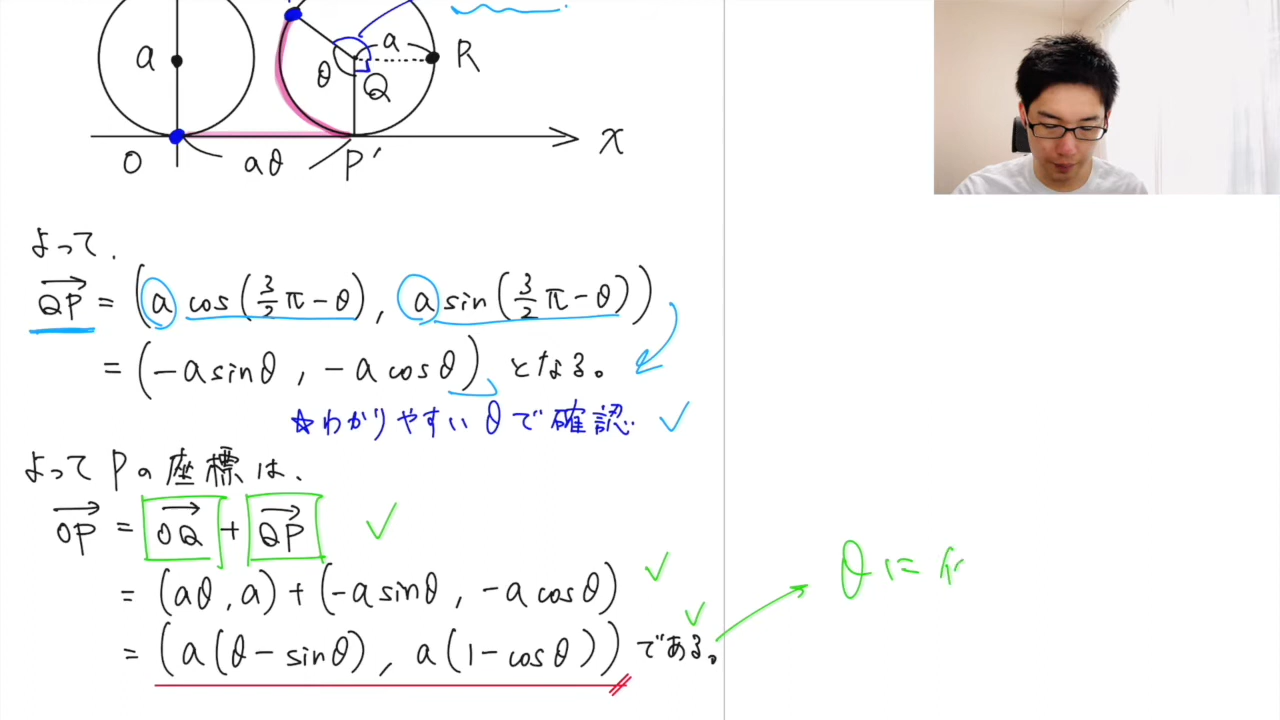 a
θ
a
R
Q
O
aθ
P′
x
よって.
QP→ = (a cos(3/2 π − θ), a sin(3/2 π − θ))
= (−a sinθ, −a cosθ) となる。
☆わかりやすい θ で確認 ✓
よって P の座標は、
OP→ = OQ→ + QP→ ✓
= (aθ, a) + (−a sinθ, −a cosθ) ✓
= (a(θ − sinθ), a(1 − cosθ)) である。 ✓
θ に